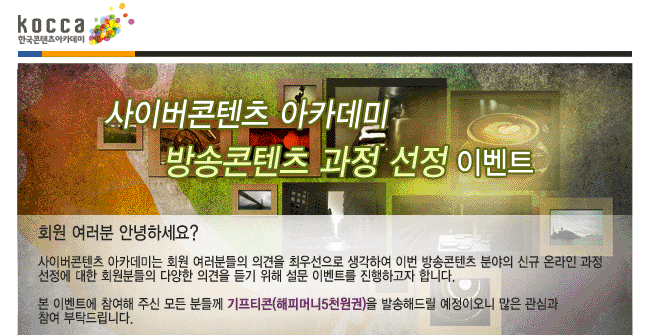 kocca
한국콘텐츠아카데미
사이버콘텐츠 아카데미
방송콘텐츠 과정 선정 이벤트
회원 여러분 안녕하세요?
사이버콘텐츠 아카데미는 회원 여러분들의 의견을 최우선으로 생각하여 이번 방송콘텐츠 분야의 신규 온라인 과정
선정에 대한 회원분들의 다양한 의견을 듣기 위해 설문 이벤트를 진행하고자 합니다.
본 이벤트에 참여해 주신 모든 분들께 기프티콘(해피머니5천원권)을 발송해드릴 예정이오니 많은 관심과
참여 부탁드립니다.